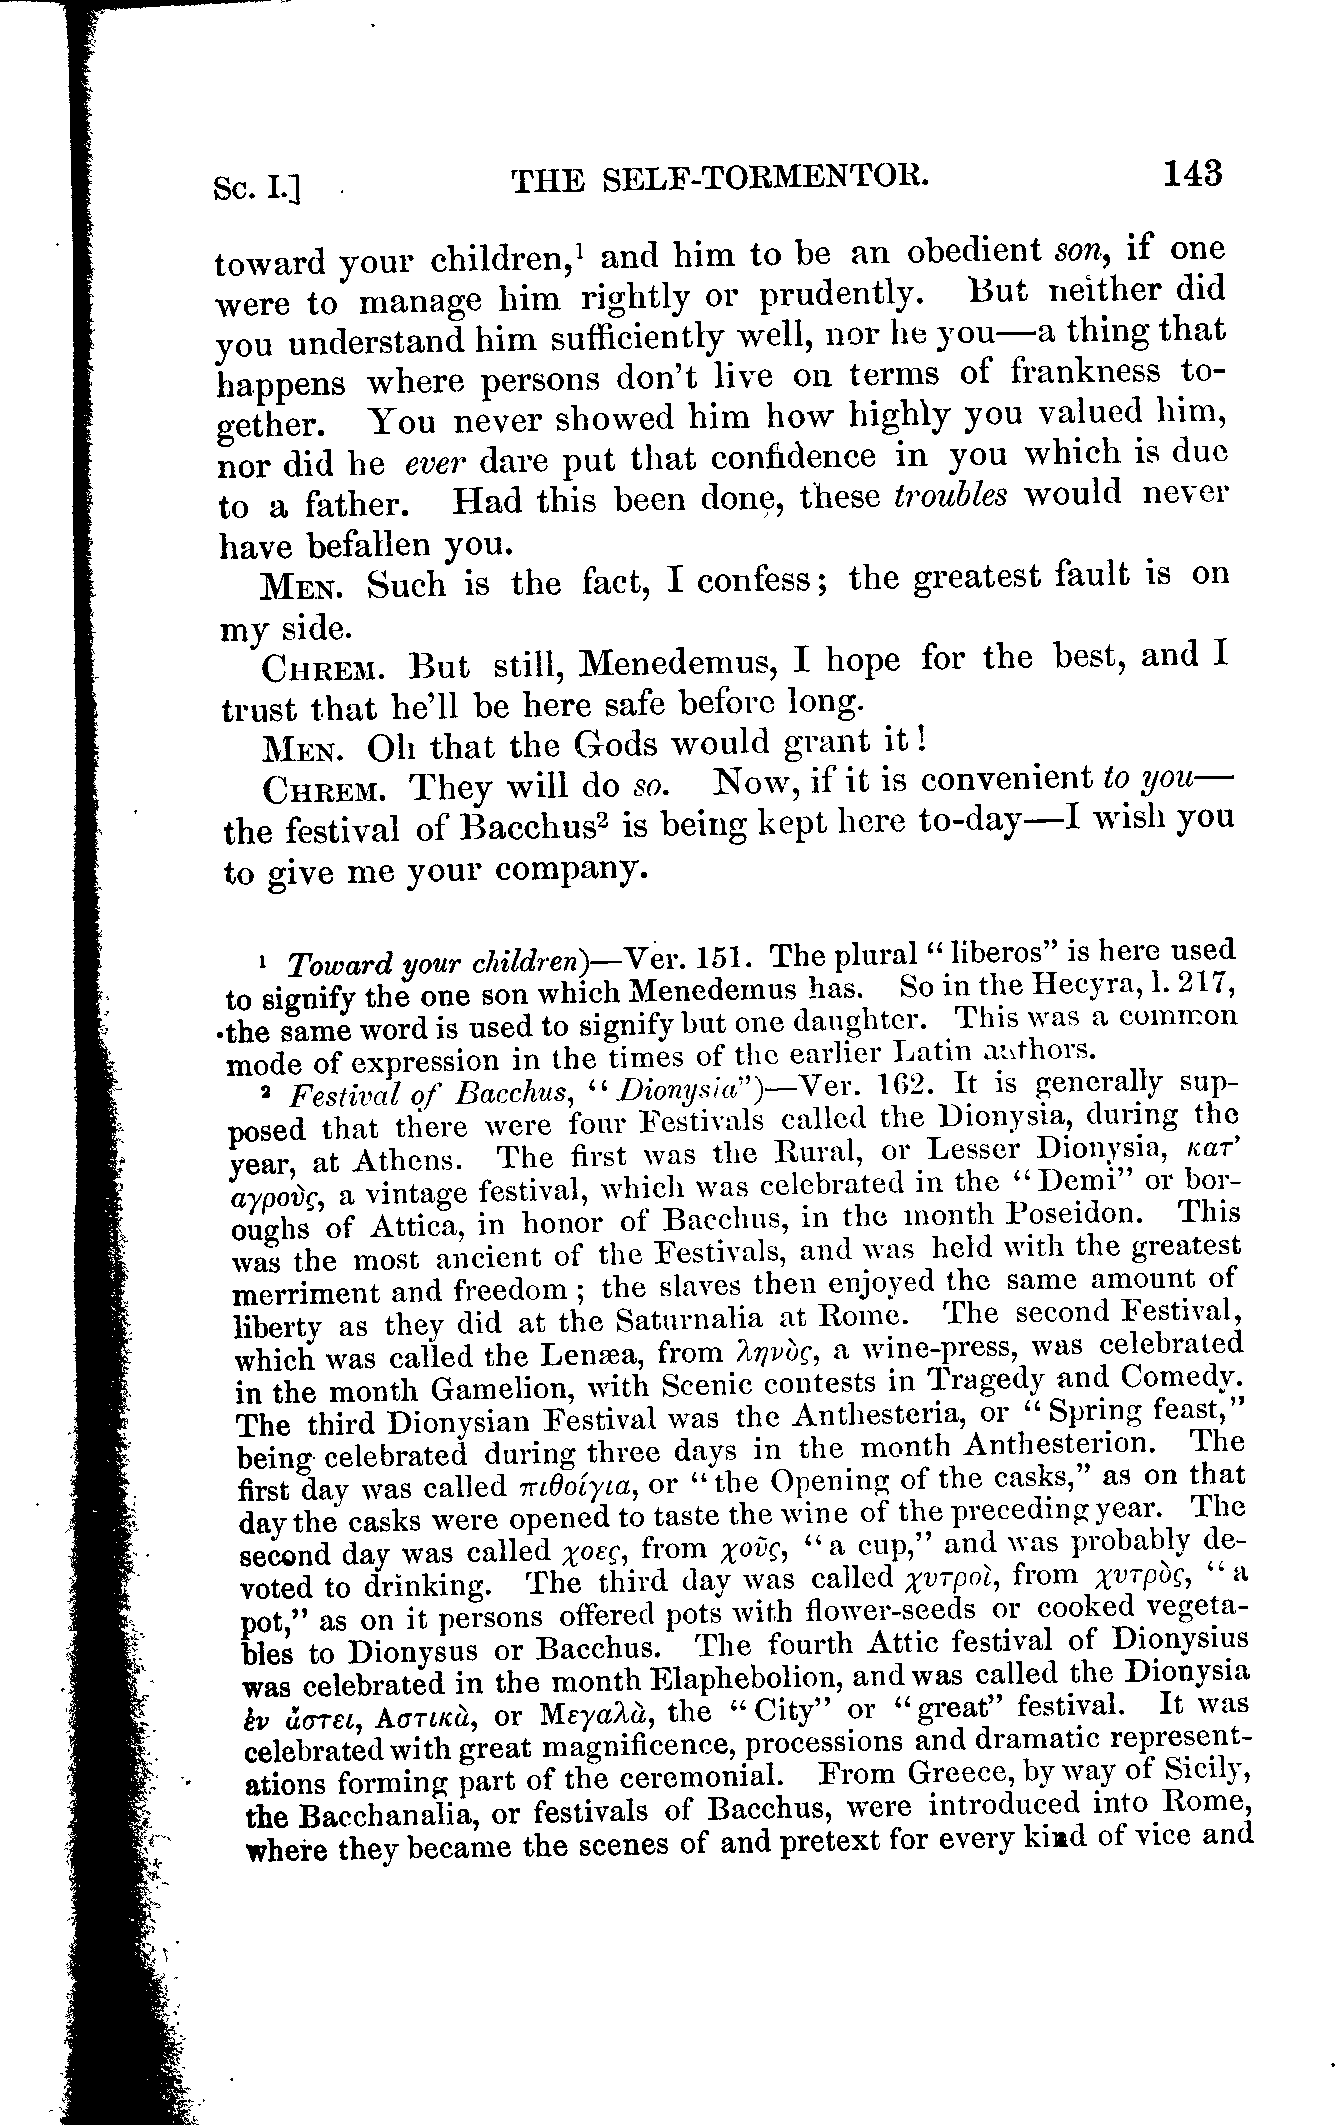 Sc. I.] THE SELF-TORMENTOR. 143
toward your children,¹ and him to be an obedient son, if one
were to manage him rightly or prudently. But neither did
you understand him sufficiently well, nor he you—a thing that
happens where persons don't live on terms of frankness to-
gether. You never showed him how highly you valued him,
nor did he ever dare put that confidence in you which is due
to a father. Had this been done, these troubles would never
have befallen you.
MEN. Such is the fact, I confess; the greatest fault is on
my side.
CHREM. But still, Menedemus, I hope for the best, and I
trust that he'll be here safe before long.
MEN. Oh that the Gods would grant it!
CHREM. They will do so. Now, if it is convenient to you—
the festival of Bacchus² is being kept here to-day—I wish you
to give me your company.
¹ Toward your children)—Ver. 151. The plural "liberos" is here used
to signify the one son which Menedemus has. So in the Hecyra, l. 217,
the same word is used to signify but one daughter. This was a common
mode of expression in the times of the earlier Latin authors.
² Festival of Bacchus, "Dionysia")—Ver. 162. It is generally sup-
posed that there were four Festivals called the Dionysia, during the
year, at Athens. The first was the Rural, or Lesser Dionysia, κατ’
αγροὺς, a vintage festival, which was celebrated in the "Demi" or bor-
oughs of Attica, in honor of Bacchus, in the month Poseidon. This
was the most ancient of the Festivals, and was held with the greatest
merriment and freedom; the slaves then enjoyed the same amount of
liberty as they did at the Saturnalia at Rome. The second Festival,
which was called the Lenæa, from ληνὸς, a wine-press, was celebrated
in the month Gamelion, with Scenic contests in Tragedy and Comedy.
The third Dionysian Festival was the Anthesteria, or "Spring feast,"
being celebrated during three days in the month Anthesterion. The
first day was called πιθοίγια, or "the Opening of the casks," as on that
day the casks were opened to taste the wine of the preceding year. The
second day was called χοες, from χοῦς, "a cup," and was probably de-
voted to drinking. The third day was called χυτροὶ, from χυτρὸς, "a
pot," as on it persons offered pots with flower-seeds or cooked vegeta-
bles to Dionysus or Bacchus. The fourth Attic festival of Dionysius
was celebrated in the month Elaphebolion, and was called the Dionysia
ἐν ἄστει, Αστικὰ, or Μεγαλὰ, the "City" or "great" festival. It was
celebrated with great magnificence, processions and dramatic represent-
ations forming part of the ceremonial. From Greece, by way of Sicily,
the Bacchanalia, or festivals of Bacchus, were introduced into Rome,
where they became the scenes of and pretext for every kind of vice and